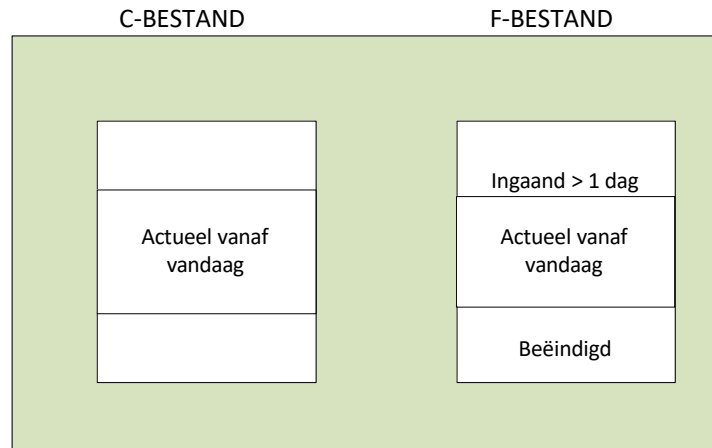 C-BESTAND
F-BESTAND
Actueel vanaf
vandaag
Ingaand > 1 dag
Actueel vanaf
vandaag
Beëindigd